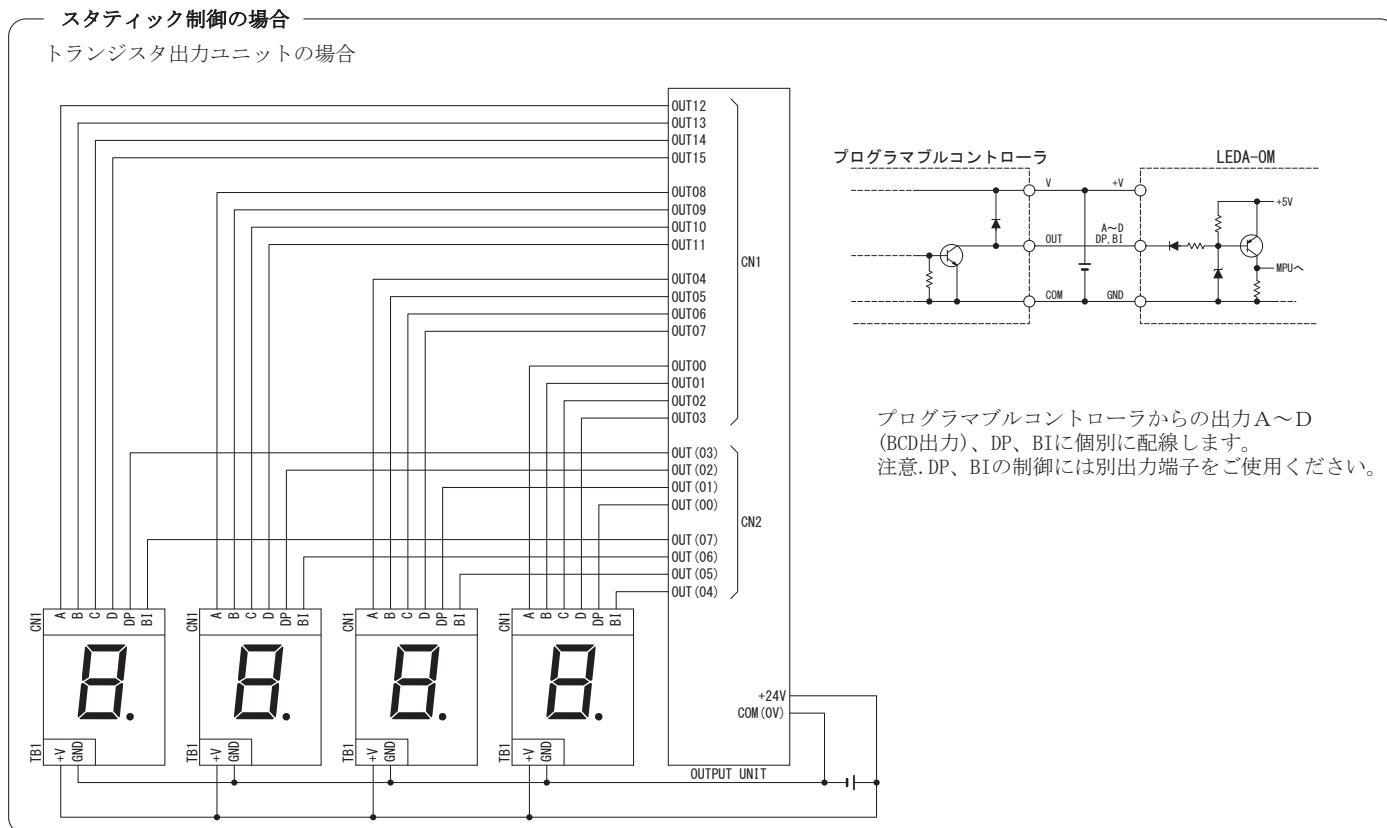 スタティック制御の場合
トランジスタ出力ユニットの場合
OUT12
OUT13
OUT14
OUT15
OUT08
OUT09
OUT10
OUT11
OUT04
OUT05
OUT06
OUT07
OUT00
OUT01
OUT02
OUT03
CN1
OUT(03)
OUT(02)
OUT(01)
OUT(00)
OUT(07)
OUT(06)
OUT(05)
OUT(04)
CN2
+24V
COM(0V)
OUTPUT UNIT
CN1 A B C D DP BI
8.
TB1 +V GND
CN1 A B C D DP BI
8.
TB1 +V GND
CN1 A B C D DP BI
8.
TB1 +V GND
CN1 A B C D DP BI
8.
TB1 +V GND
プログラマブルコントローラ
LEDA-OM
V +V
OUT A～D
DP,BI
COM GND
+5V
MPUへ
プログラマブルコントローラからの出力A～D
(BCD出力)、DP、BIに個別に配線します。
注意.DP、BIの制御には別出力端子をご使用ください。